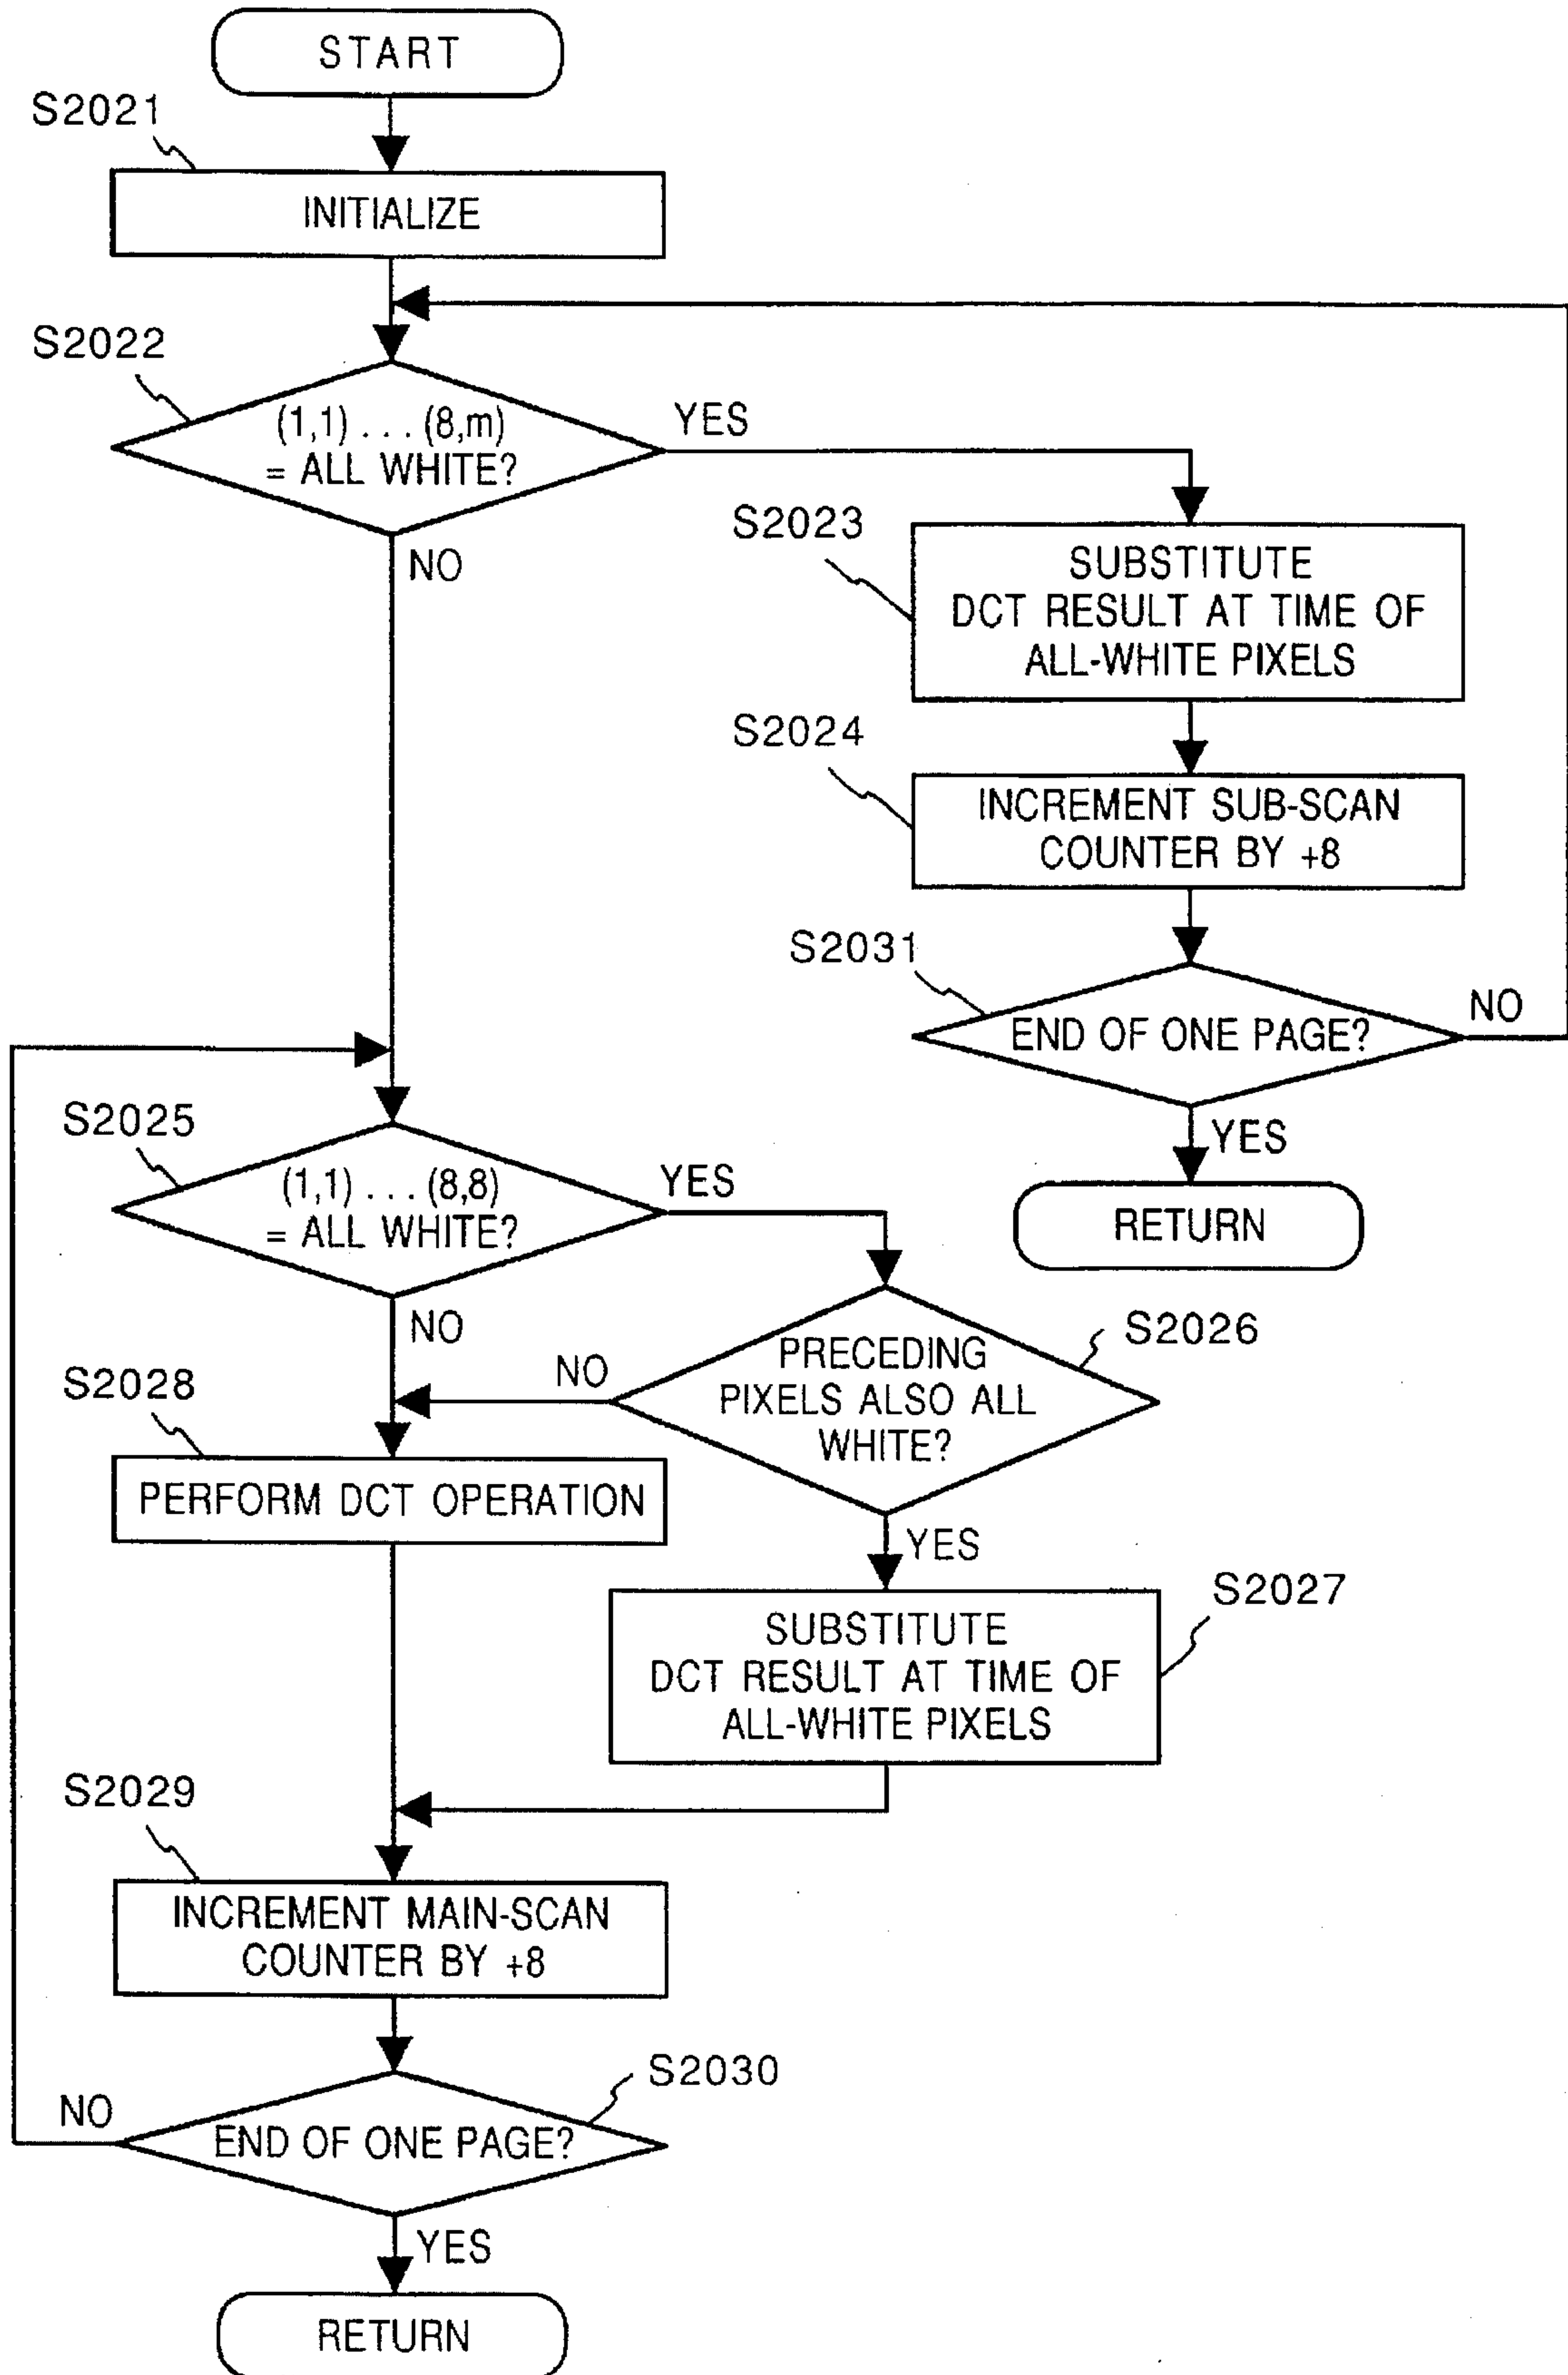 START
S2021
INITIALIZE
S2022
(1,1) . . . (8,m)
= ALL WHITE?
YES
NO
S2023
SUBSTITUTE
DCT RESULT AT TIME OF
ALL-WHITE PIXELS
S2024
INCREMENT SUB-SCAN
COUNTER BY +8
S2031
END OF ONE PAGE?
NO
YES
RETURN
S2025
(1,1) . . . (8,8)
= ALL WHITE?
YES
NO
S2026
PRECEDING
PIXELS ALSO ALL
WHITE?
NO
YES
S2028
PERFORM DCT OPERATION
S2027
SUBSTITUTE
DCT RESULT AT TIME OF
ALL-WHITE PIXELS
S2029
INCREMENT MAIN-SCAN
COUNTER BY +8
S2030
END OF ONE PAGE?
NO
YES
RETURN